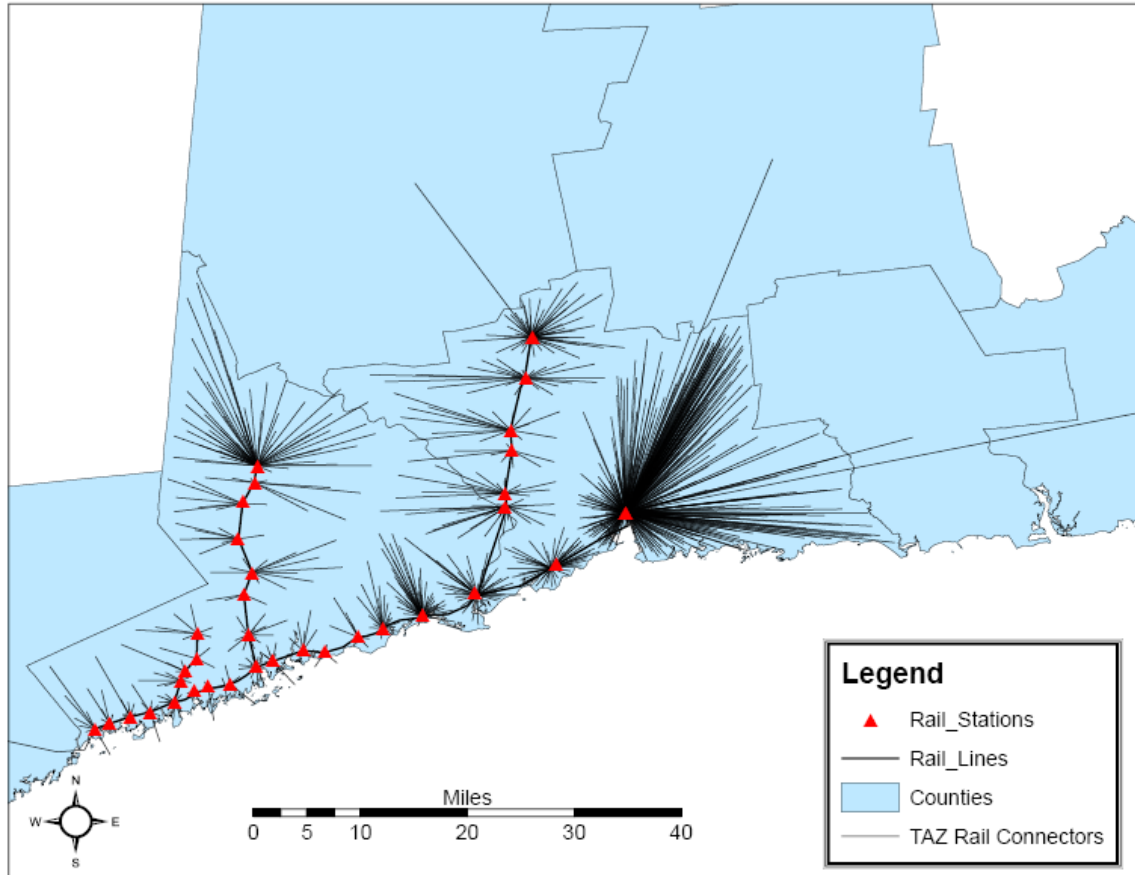 Legend
Rail_Stations
Rail_Lines
Counties
TAZ Rail Connectors
N
W E
S
Miles
0 5 10 20 30 40